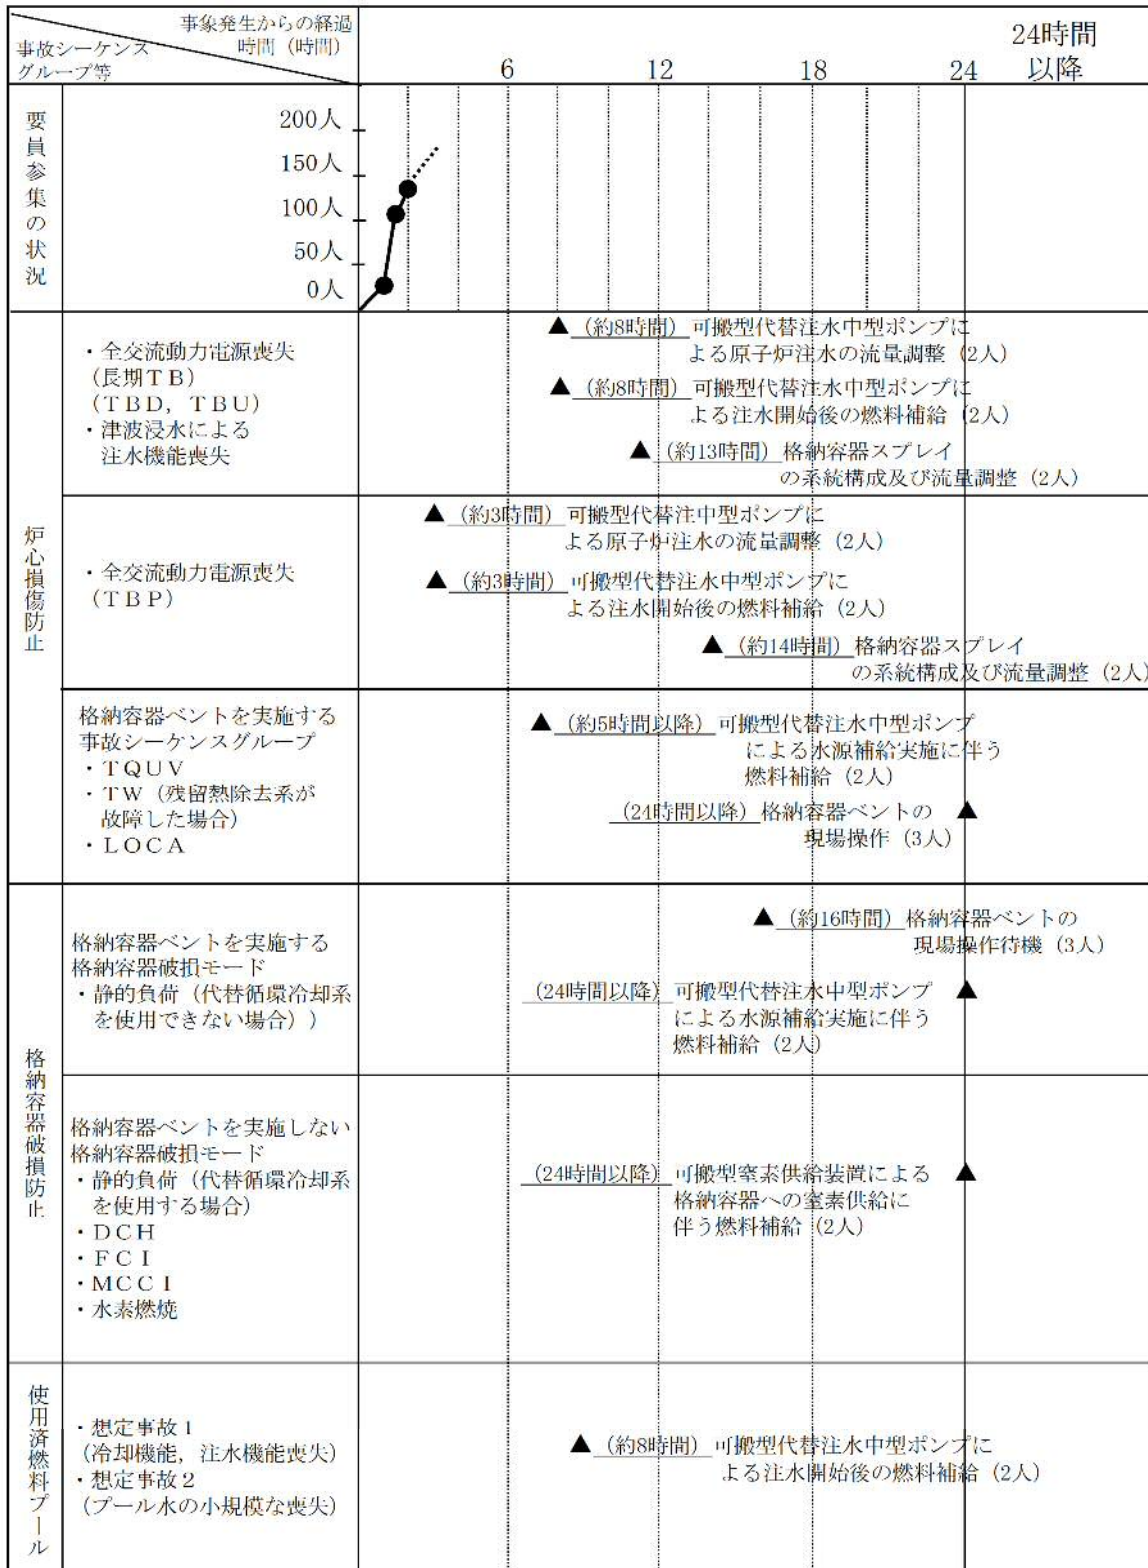 事象発生からの経過
時間（時間）
事故シーケンス
グループ等
6
12
18
24
24時間
以降
要員参集の状況
200人
150人
100人
50人
0人
炉心損傷防止
・全交流動力電源喪失
（長期ＴＢ）
（ＴＢＤ，ＴＢＵ）
・津波浸水による
注水機能喪失
▲（約8時間）可搬型代替注水中型ポンプに
よる原子炉注水の流量調整（2人）
▲（約8時間）可搬型代替注水中型ポンプに
よる注水開始後の燃料補給（2人）
▲（約13時間）格納容器スプレイ
の系統構成及び流量調整（2人）
・全交流動力電源喪失
（ＴＢＰ）
▲（約3時間）可搬型代替注中型ポンプに
よる原子炉注水の流量調整（2人）
▲（約3時間）可搬型代替注水中型ポンプに
よる注水開始後の燃料補給（2人）
▲（約14時間）格納容器スプレイ
の系統構成及び流量調整（2人）
格納容器ベントを実施する
事故シーケンスグループ
・ＴＱＵＶ
・ＴＷ（残留熱除去系が
故障した場合）
・ＬＯＣＡ
▲（約5時間以降）可搬型代替注水中型ポンプ
による水源補給実施に伴う
燃料補給（2人）
（24時間以降）格納容器ベントの▲
現場操作（3人）
格納容器破損防止
格納容器ベントを実施する
格納容器破損モード
・静的負荷（代替循環冷却系
を使用できない場合））
▲（約16時間）格納容器ベントの
現場操作待機（3人）
（24時間以降）可搬型代替注水中型ポンプ▲
による水源補給実施に伴う
燃料補給（2人）
格納容器ベントを実施しない
格納容器破損モード
・静的負荷（代替循環冷却系
を使用する場合）
・ＤＣＨ
・ＦＣＩ
・ＭＣＣＩ
・水素燃焼
（24時間以降）可搬型窒素供給装置による▲
格納容器への窒素供給に
伴う燃料補給（2人）
使用済燃料プール
・想定事故１
（冷却機能，注水機能喪失）
・想定事故２
（プール水の小規模な喪失）
▲（約8時間）可搬型代替注水中型ポンプに
よる注水開始後の燃料補給（2人）